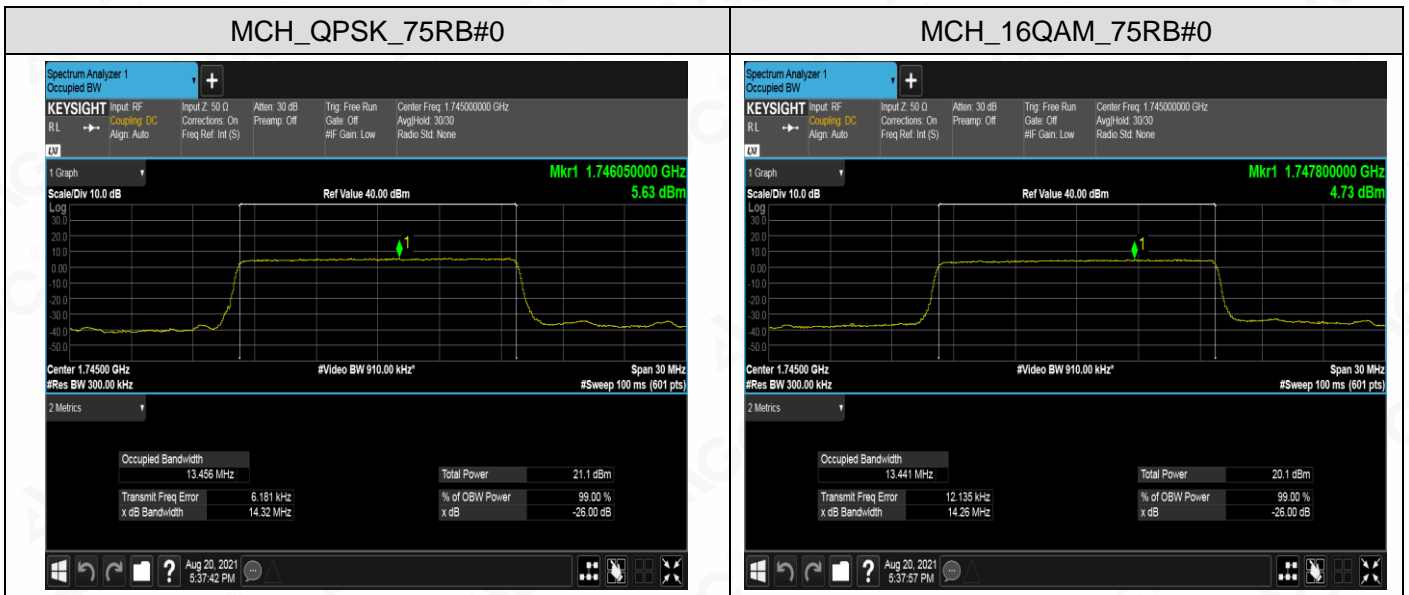 MCH_QPSK_75RB#0
Spectrum Analyzer 1
Occupied BW
KEYSIGHT Input: RF Input Z: 50 Ω Atten: 30 dB Trig: Free Run Center Freq: 1.745000000 GHz
RL Coupling: DC Corrections: On Preamp: Off Gate: Off Avg|Hold: 30/30
Align: Auto Freq Ref: Int (S) #IF Gain: Low Radio Std: None
LXI
1 Graph Mkr1 1.746050000 GHz
Scale/Div 10.0 dB Ref Value 40.00 dBm 5.63 dBm
Log
30.0
20.0
1
10.0
0.00
-10.0
-20.0
-30.0
-40.0
-50.0
Center 1.74500 GHz #Video BW 910.00 kHz* Span 30 MHz
#Res BW 300.00 kHz #Sweep 100 ms (601 pts)
2 Metrics
Occupied Bandwidth
13.456 MHz Total Power 21.1 dBm
Transmit Freq Error 6.181 kHz % of OBW Power 99.00 %
x dB Bandwidth 14.32 MHz x dB -26.00 dB
? Aug 20, 2021
5:37:42 PM
MCH_16QAM_75RB#0
Spectrum Analyzer 1
Occupied BW
KEYSIGHT Input: RF Input Z: 50 Ω Atten: 30 dB Trig: Free Run Center Freq: 1.745000000 GHz
RL Coupling: DC Corrections: On Preamp: Off Gate: Off Avg|Hold: 30/30
Align: Auto Freq Ref: Int (S) #IF Gain: Low Radio Std: None
LXI
1 Graph Mkr1 1.747800000 GHz
Scale/Div 10.0 dB Ref Value 40.00 dBm 4.73 dBm
Log
30.0
20.0
1
10.0
0.00
-10.0
-20.0
-30.0
-40.0
-50.0
Center 1.74500 GHz #Video BW 910.00 kHz* Span 30 MHz
#Res BW 300.00 kHz #Sweep 100 ms (601 pts)
2 Metrics
Occupied Bandwidth
13.441 MHz Total Power 20.1 dBm
Transmit Freq Error 12.135 kHz % of OBW Power 99.00 %
x dB Bandwidth 14.26 MHz x dB -26.00 dB
? Aug 20, 2021
5:37:57 PM